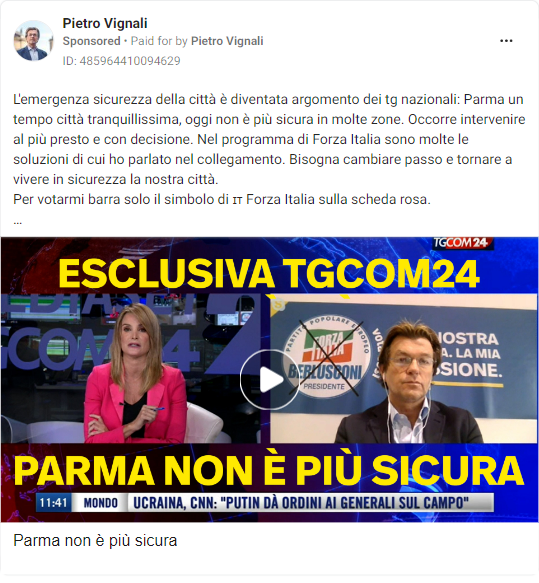 Pietro Vignali
Sponsored • Paid for by Pietro Vignali
ID: 485964410094629
L'emergenza sicurezza della città è diventata argomento dei tg nazionali: Parma un
tempo città tranquillissima, oggi non è più sicura in molte zone. Occorre intervenire
al più presto e con decisione. Nel programma di Forza Italia sono molte le
soluzioni di cui ho parlato nel collegamento. Bisogna cambiare passo e tornare a
vivere in sicurezza la nostra città.
Per votarmi barra solo il simbolo di IT Forza Italia sulla scheda rosa.
...
TGCOM24
ESCLUSIVA TGCOM24
TGCOM24
PARTITO POPOLARE EUROPEO
FORZA
ITALIA
BERLUSCONI
PRESIDENTE
NOSTRA
LA MIA
PARMA NON È PIÙ SICURA
11:41 MONDO UCRAINA, CNN: "PUTIN DÀ ORDINI AI GENERALI SUL CAMPO"
Parma non è più sicura